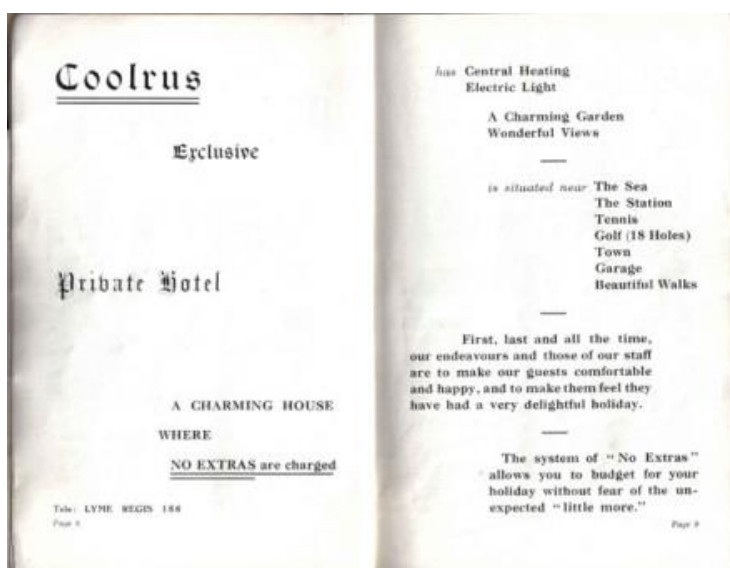 Coolrus
Exclusive
Private Hotel
A CHARMING HOUSE
WHERE
NO EXTRAS are charged
Tele: LYME REGIS 166
Page
has Central Heating
Electric Light
A Charming Garden
Wonderful Views
is situated near The Sea
The Station
Tennis
Golf (18 Holes)
Town
Garage
Beautiful Walks
First, last and all the time,
our endeavours and those of our staff
are to make our guests comfortable
and happy, and to make them feel they
have had a very delightful holiday.
The system of "No Extras"
allows you to budget for your
holiday without fear of the un-
expected "little more."
Page 9